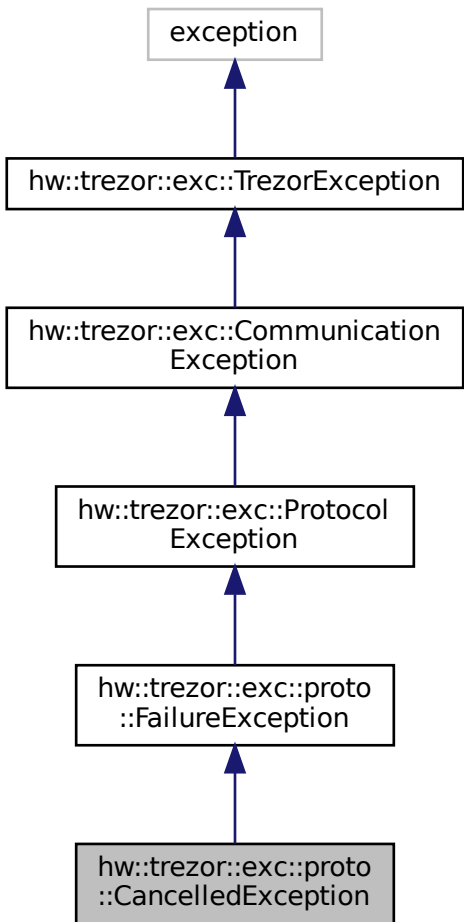 exception
hw::trezor::exc::TrezorException
hw::trezor::exc::Communication
Exception
hw::trezor::exc::Protocol
Exception
hw::trezor::exc::proto
::FailureException
hw::trezor::exc::proto
::CancelledException